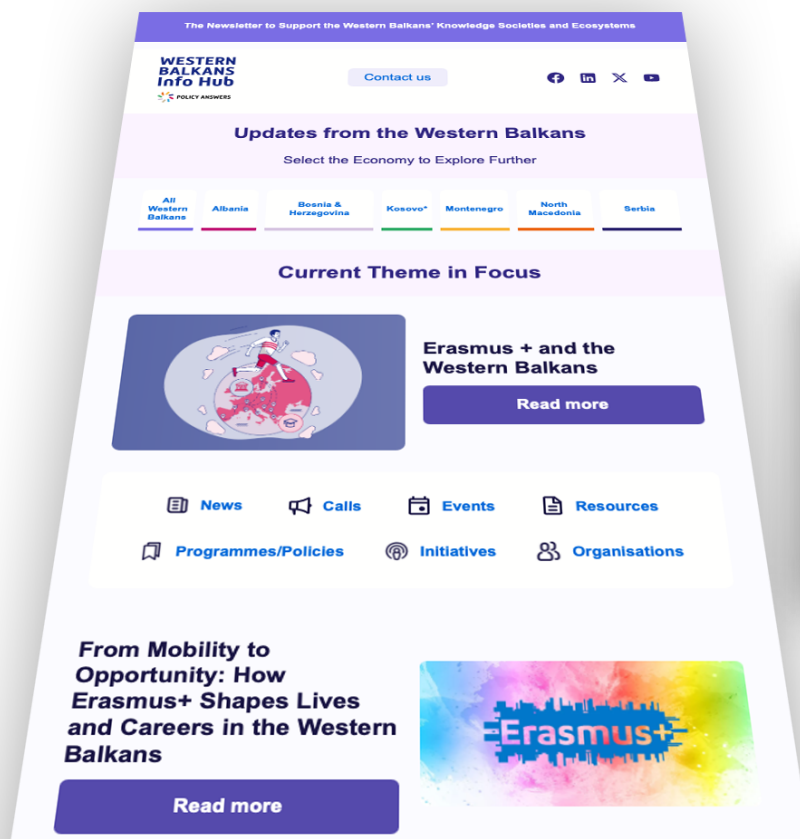 The Newsletter to Support the Western Balkans' Knowledge Societies and Ecosystems
WESTERN
BALKANS
Info Hub
POLICY ANSWERS
Contact us
Updates from the Western Balkans
Select the Economy to Explore Further
All
Western
Balkans
Albania
Bosnia &
Herzegovina
Kosovo*
Montenegro
North
Macedonia
Serbia
Current Theme in Focus
Erasmus + and the
Western Balkans
Read more
News
Calls
Events
Resources
Programmes/Policies
Initiatives
Organisations
From Mobility to
Opportunity: How
Erasmus+ Shapes Lives
and Careers in the Western
Balkans
Erasmus+
Read more